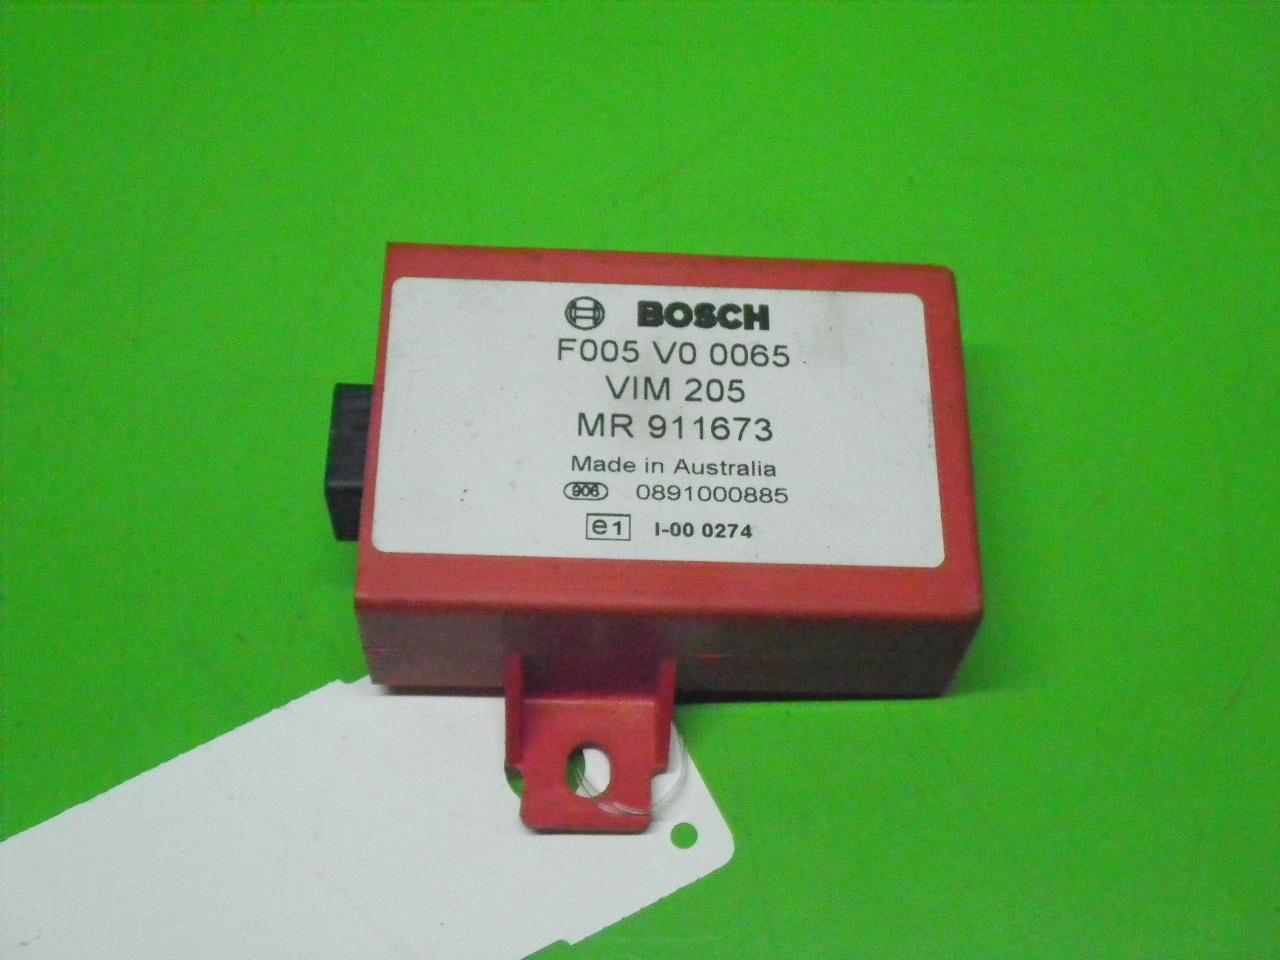 BOSCH
F005 V0 0065
VIM 205
MR 911673
Made in Australia
906 0891000885
e1 I-00 0274